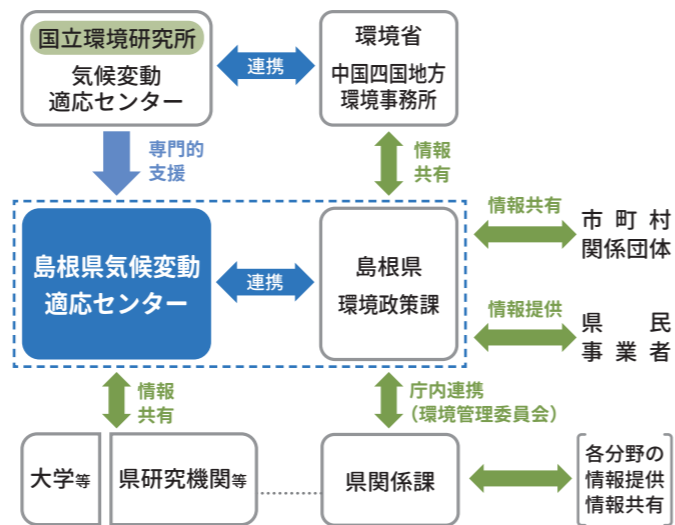 国立環境研究所
気候変動
適応センター
連携
環境省
中国四国地方
環境事務所
専門的
支援
情報
共有
島根県気候変動
適応センター
連携
島根県
環境政策課
情報共有
市町村
関係団体
情報提供
県民
事業者
情報
共有
庁内連携
（環境管理委員会）
大学等
県研究機関等
県関係課
各分野の
情報提供
情報共有